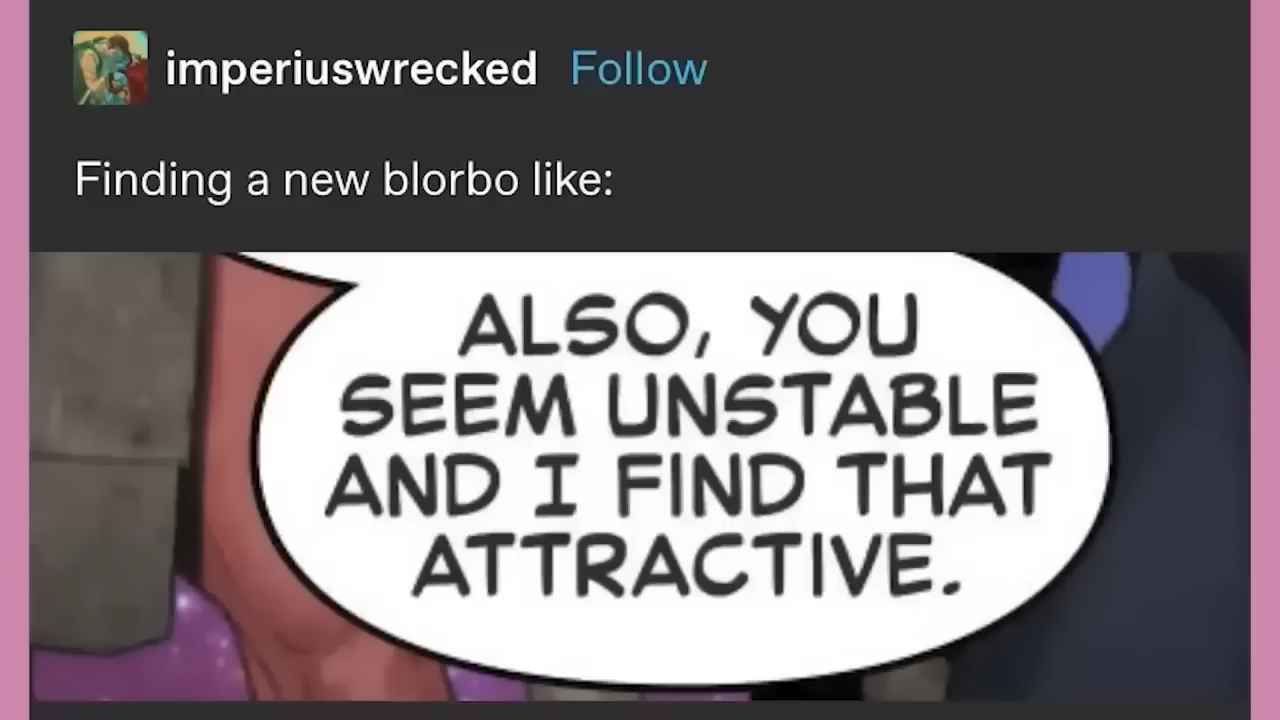 imperiuswrecked Follow
Finding a new blorbo like:
ALSO, YOU
SEEM UNSTABLE
AND I FIND THAT
ATTRACTIVE.